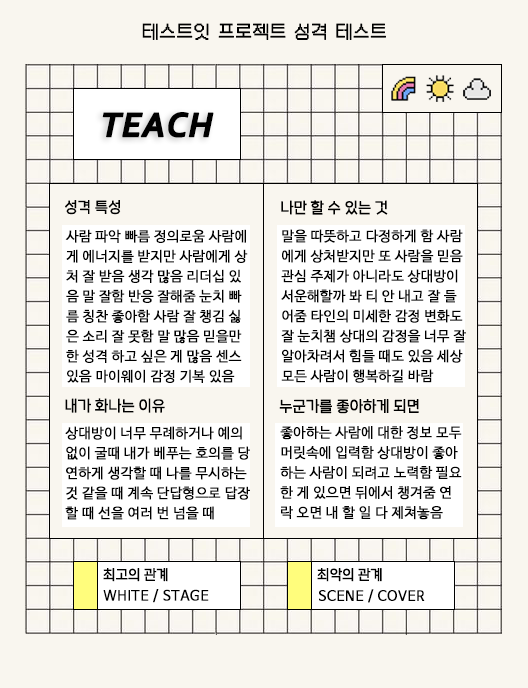 테스트잇 프로젝트 성격 테스트
TEACH
성격 특성
사람 파악 빠름 정의로움 사람에
게 에너지를 받지만 사람에게 상
처 잘 받음 생각 많음 리더십 있
음 말 잘함 반응 잘해줌 눈치 빠
름 칭찬 좋아함 사람 잘 챙김 싫
은 소리 잘 못함 말 많음 믿을만
한 성격 하고 싶은 게 많음 센스
있음 마이웨이 감정 기복 있음
나만 할 수 있는 것
말을 따뜻하고 다정하게 함 사람
에게 상처받지만 또 사람을 믿음
관심 주제가 아니라도 상대방이
서운해할까 봐 티 안 내고 잘 들
어줌 타인의 미세한 감정 변화도
잘 눈치챔 상대의 감정을 너무 잘
알아차려서 힘들 때도 있음 세상
모든 사람이 행복하길 바람
내가 화나는 이유
상대방이 너무 무례하거나 예의
없이 굴때 내가 베푸는 호의를 당
연하게 생각할 때 나를 무시하는
것 같을 때 계속 단답형으로 답장
할 때 선을 여러 번 넘을 때
누군가를 좋아하게 되면
좋아하는 사람에 대한 정보 모두
머릿속에 입력함 상대방이 좋아
하는 사람이 되려고 노력함 필요
한 게 있으면 뒤에서 챙겨줌 연
락 오면 내 할 일 다 제쳐놓음
최고의 관계
WHITE / STAGE
최악의 관계
SCENE / COVER